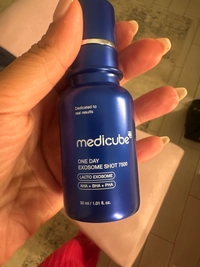 Dedicated to
real results.
medicube
ONE DAY
EXOSOME SHOT 7500
LACTO EXOSOME
AHA + BHA + PHA
30 ml / 1.01 fl. oz.